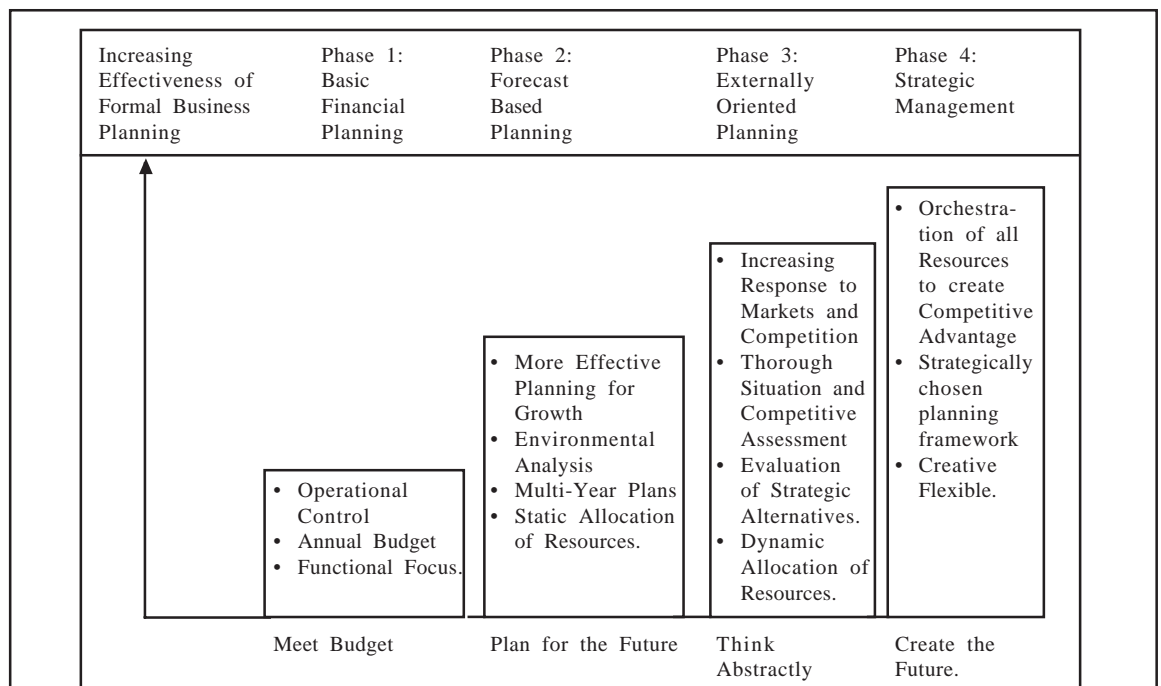 Increasing
Effectiveness of
Formal Business
Planning
Phase 1:
Basic
Financial
Planning
Phase 2:
Forecast
Based
Planning
Phase 3:
Externally
Oriented
Planning
Phase 4:
Strategic
Management
• Operational
Control
• Annual Budget
• Functional Focus.
• More Effective
Planning for
Growth
• Environmental
Analysis
• Multi-Year Plans
• Static Allocation
of Resources.
• Increasing
Response to
Markets and
Competition
• Thorough
Situation and
Competitive
Assessment
• Evaluation
of Strategic
Alternatives.
• Dynamic
Allocation of
Resources.
• Orchestra-
tion of all
Resources
to create
Competitive
Advantage
• Strategically
chosen
planning
framework
• Creative
Flexible.
Meet Budget
Plan for the Future
Think
Abstractly
Create the
Future.